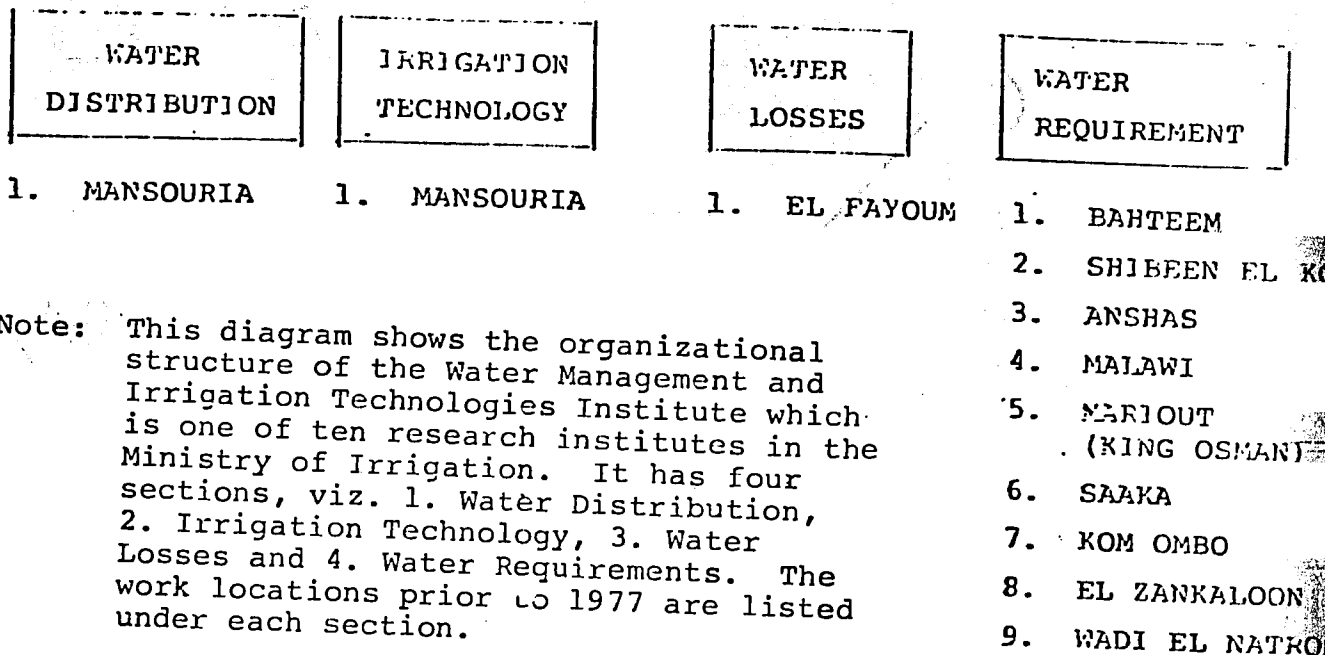 WATER
DISTRIBUTION
IRRIGATION
TECHNOLOGY
WATER
LOSSES
WATER
REQUIREMENT
1. MANSOURIA
1. MANSOURIA
1. EL FAYOUM
1. BAHTEEM
2. SHIBEEN EL
3. ANSHAS
4. MALAWI
5. MARIOUT
(KING OSMAN)
6. SAAKA
7. KOM OMBO
8. EL ZANKALOON
9. WADI EL
Note: This diagram shows the organizational
structure of the Water Management and
Irrigation Technologies Institute which
is one of ten research institutes in the
Ministry of Irrigation. It has four
sections, viz. 1. Water Distribution,
2. Irrigation Technology, 3. Water
Losses and 4. Water Requirements. The
work locations prior to 1977 are listed
under each section.